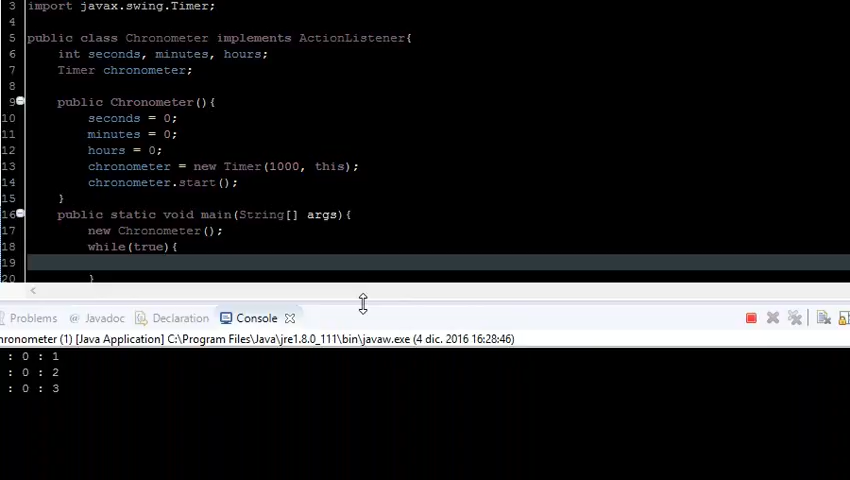 3 import javax.swing.Timer;
4
5 public class Chronometer implements ActionListener{
6 int seconds, minutes, hours;
7 Timer chronometer;
8
9 public Chronometer(){
10 seconds = 0;
11 minutes = 0;
12 hours = 0;
13 chronometer = new Timer(1000, this);
14 chronometer.start();
15 }
16 public static void main(String[] args){
17 new Chronometer();
18 while(true){
19
20 }
Problems @ Javadoc Declaration Console
hronometer (1) [Java Application] C:\Program Files\Java\jre1.8.0_111\bin\javaw.exe (4 dic. 2016 16:28:46)
: 0 : 1
: 0 : 2
: 0 : 3